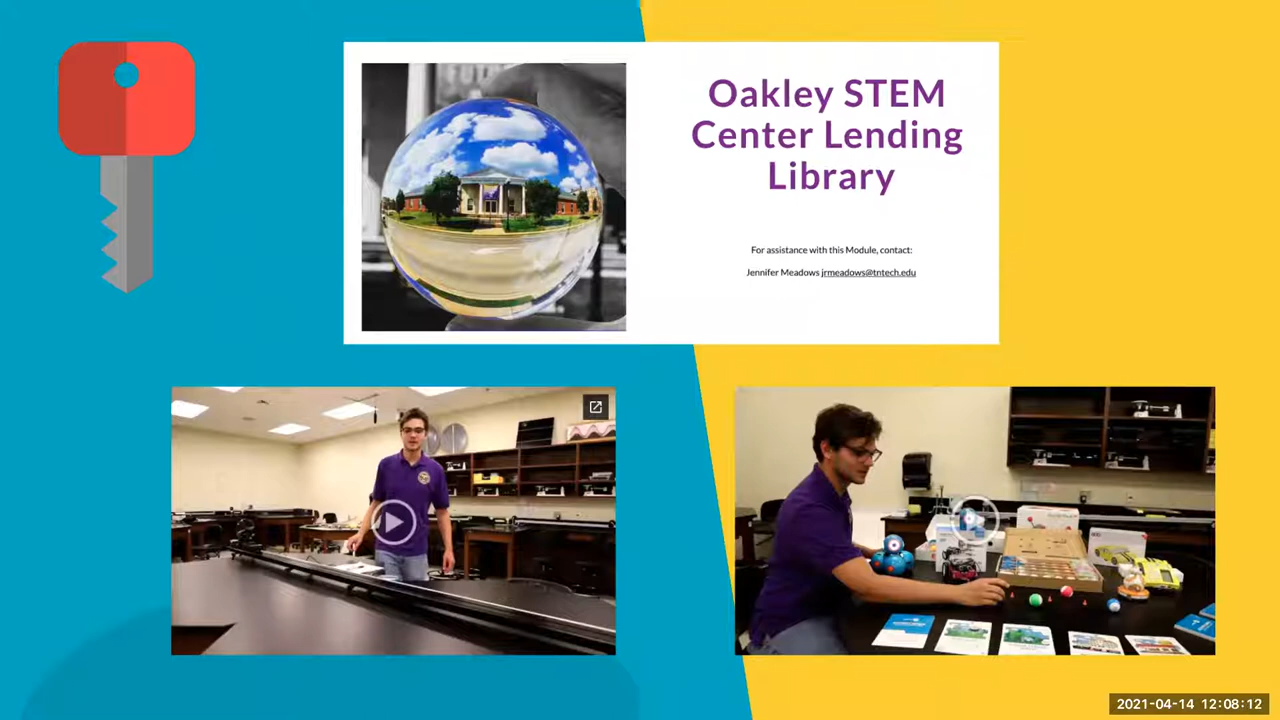 Oakley STEM
Center Lending
Library
For assistance with this Module, contact:
Jennifer Meadows jrmeadows@tntech.edu
2021-04-14 12:08:12